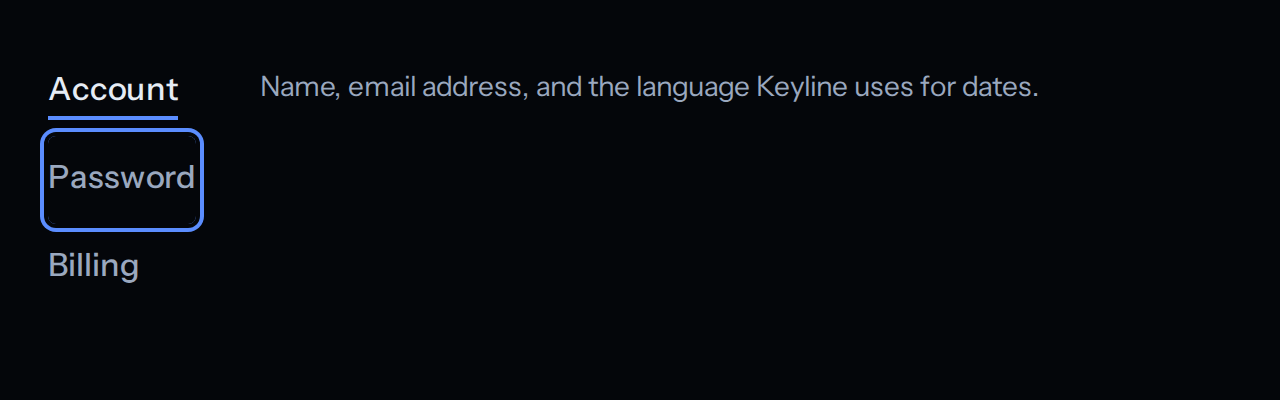 Account
Name, email address, and the language Keyline uses for dates.
Password
Billing